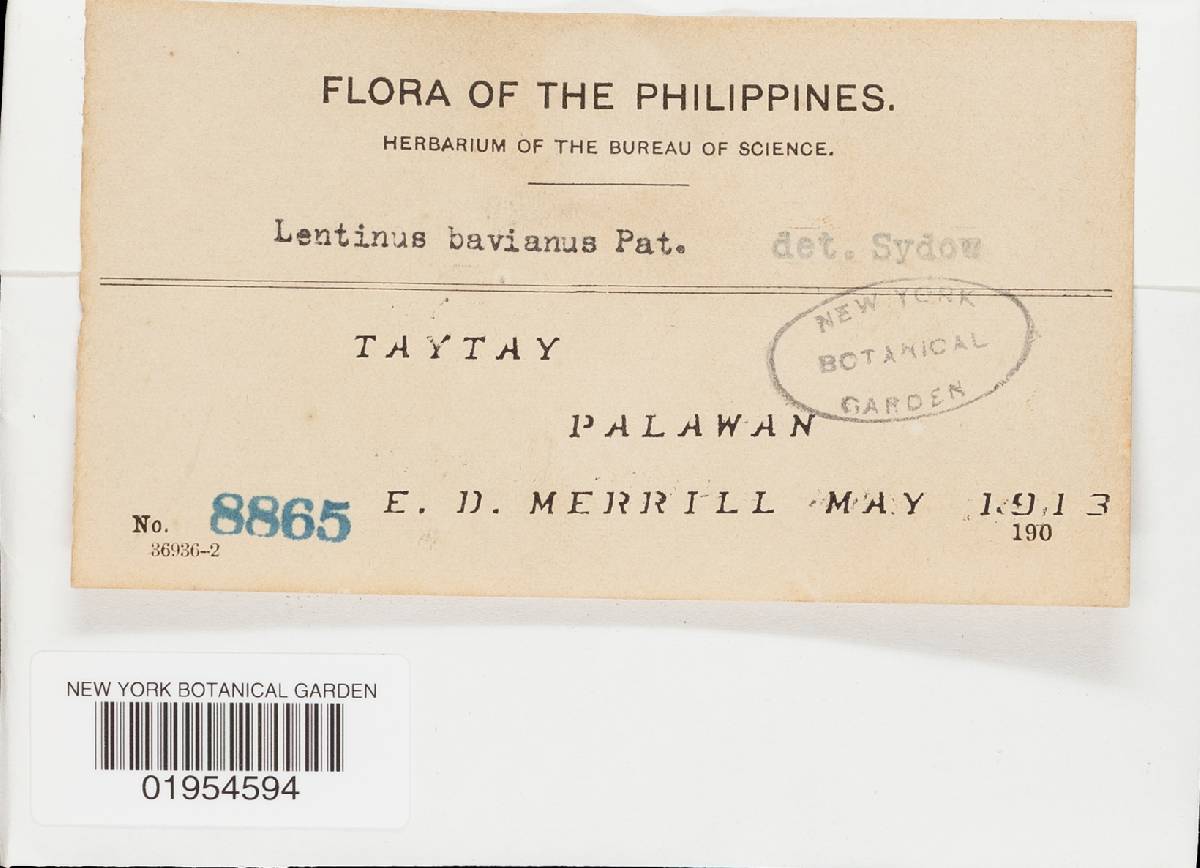 FLORA OF THE PHILIPPINES.
HERBARIUM OF THE BUREAU OF SCIENCE.
Lentinus bavianus Pat. det. Sydow
NEW YORK
BOTANICAL
GARDEN
TAYTAY
PALAWAN
No. 8865 E. D. MERRILL MAY 1913
36936-2
190
NEW YORK BOTANICAL GARDEN
01954594